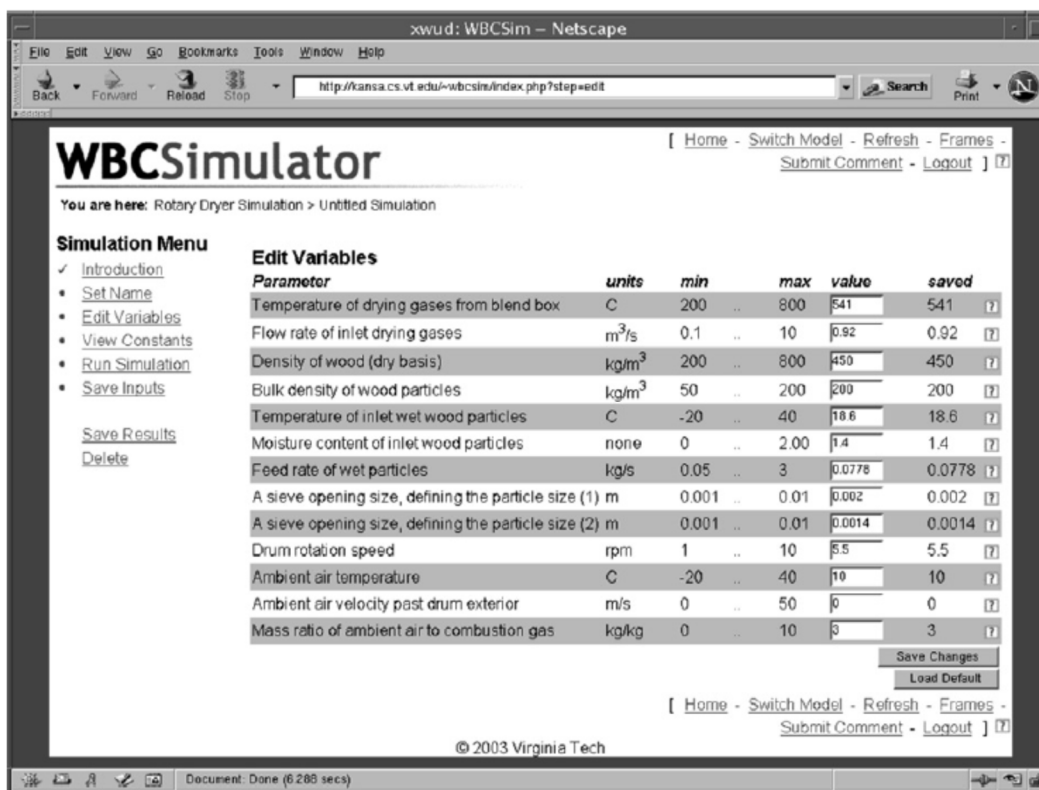 xwud: WBCSim – Netscape
File Edit View Go Bookmarks Tools Window Help
Back Forward Reload Stop http://kansa.cs.vt.edu/~wbcsim/index.php?step=edit Search Print N
WBCSimulator
[ Home - Switch Model - Refresh - Frames -
Submit Comment - Logout ] ?
You are here: Rotary Dryer Simulation > Untitled Simulation
Simulation Menu
✓ Introduction
• Set Name
• Edit Variables
• View Constants
• Run Simulation
• Save Inputs
Save Results
Delete
Edit Variables
Parameter units min max value saved
Temperature of drying gases from blend box C 200 .. 800 541 541 ?
Flow rate of inlet drying gases m³/s 0.1 .. 10 0.92 0.92 ?
Density of wood (dry basis) kg/m³ 200 .. 800 450 450 ?
Bulk density of wood particles kg/m³ 50 .. 200 200 200 ?
Temperature of inlet wet wood particles C -20 .. 40 18.6 18.6 ?
Moisture content of inlet wood particles none 0 .. 2.00 1.4 1.4 ?
Feed rate of wet particles kg/s 0.05 .. 3 0.0778 0.0778 ?
A sieve opening size, defining the particle size (1) m 0.001 .. 0.01 0.002 0.002 ?
A sieve opening size, defining the particle size (2) m 0.001 .. 0.01 0.0014 0.0014 ?
Drum rotation speed rpm 1 .. 10 5.5 5.5 ?
Ambient air temperature C -20 .. 40 10 10 ?
Ambient air velocity past drum exterior m/s 0 .. 50 0 0 ?
Mass ratio of ambient air to combustion gas kg/kg 0 .. 10 3 3 ?
Save Changes
Load Default
[ Home - Switch Model - Refresh - Frames -
Submit Comment - Logout ] ?
© 2003 Virginia Tech
Document: Done (6.288 secs)